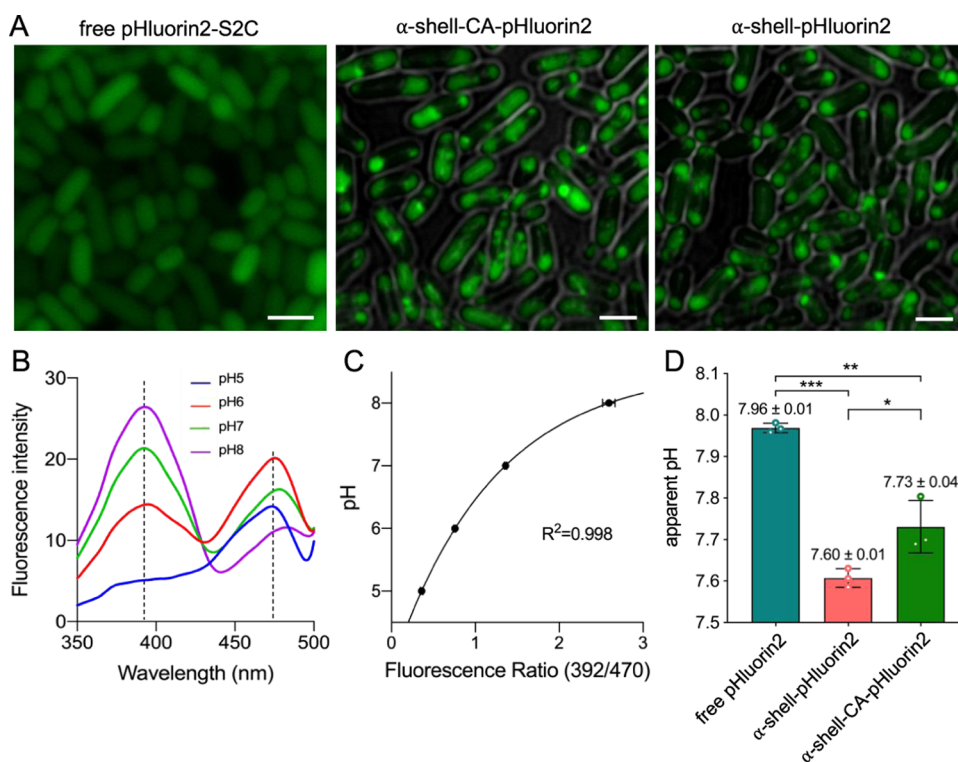 A
free pHluorin2-S2C
α-shell-CA-pHluorin2
α-shell-pHluorin2
B
30
20
10
0
350
400
450
500
Fluorescence intensity
Wavelength (nm)
pH5
pH6
pH7
pH8
C
8
7
6
5
pH
R²=0.998
0
1
2
3
Fluorescence Ratio (392/470)
D
8.1
8.0
7.9
7.8
7.7
7.6
7.5
apparent pH
**
***
*
7.96 ± 0.01
7.60 ± 0.01
7.73 ± 0.04
free pHluorin2
α-shell-pHluorin2
α-shell-CA-pHluorin2